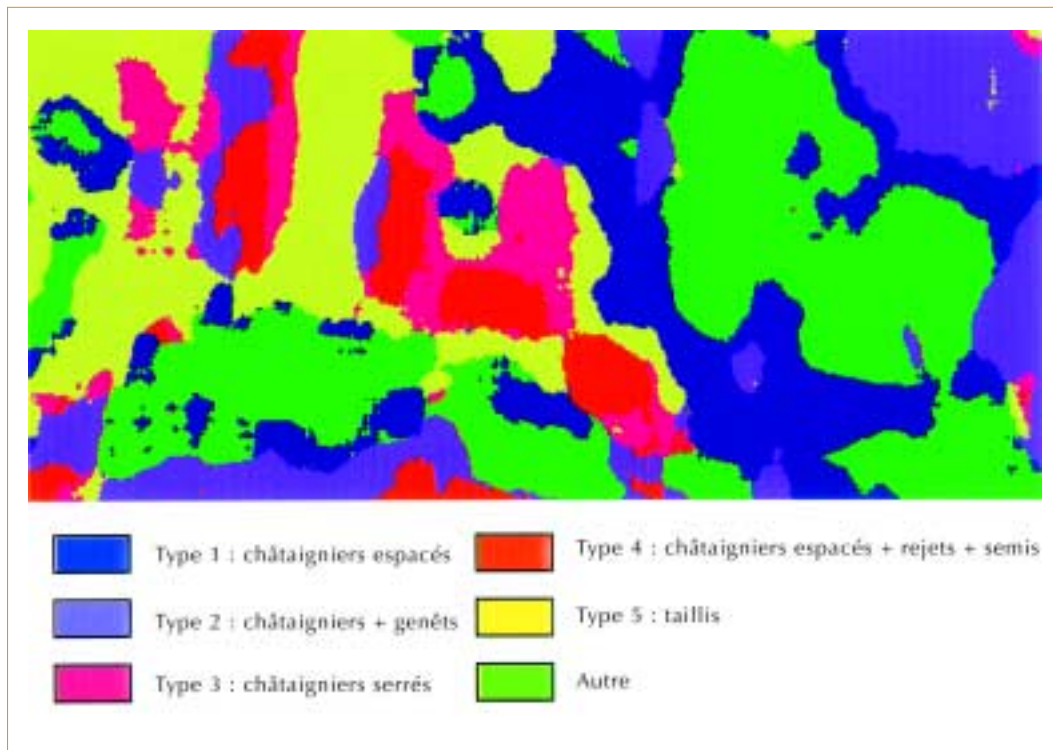 Type 1 : châtaigniers espacés
Type 2 : châtaigniers + genêts
Type 3 : châtaigniers serrés
Type 4 : châtaigniers espacés + rejets + semis
Type 5 : taillis
Autre